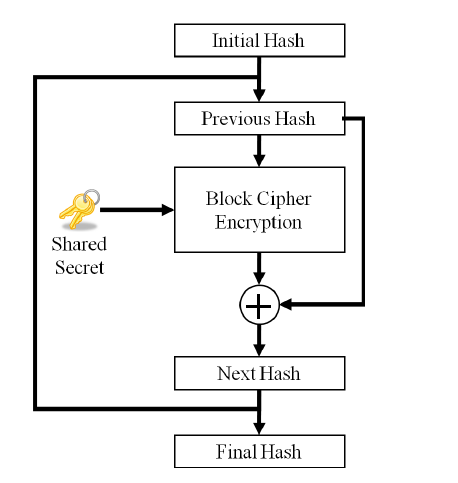 Initial Hash
Previous Hash
Block Cipher
Encryption
Shared
Secret
Next Hash
Final Hash